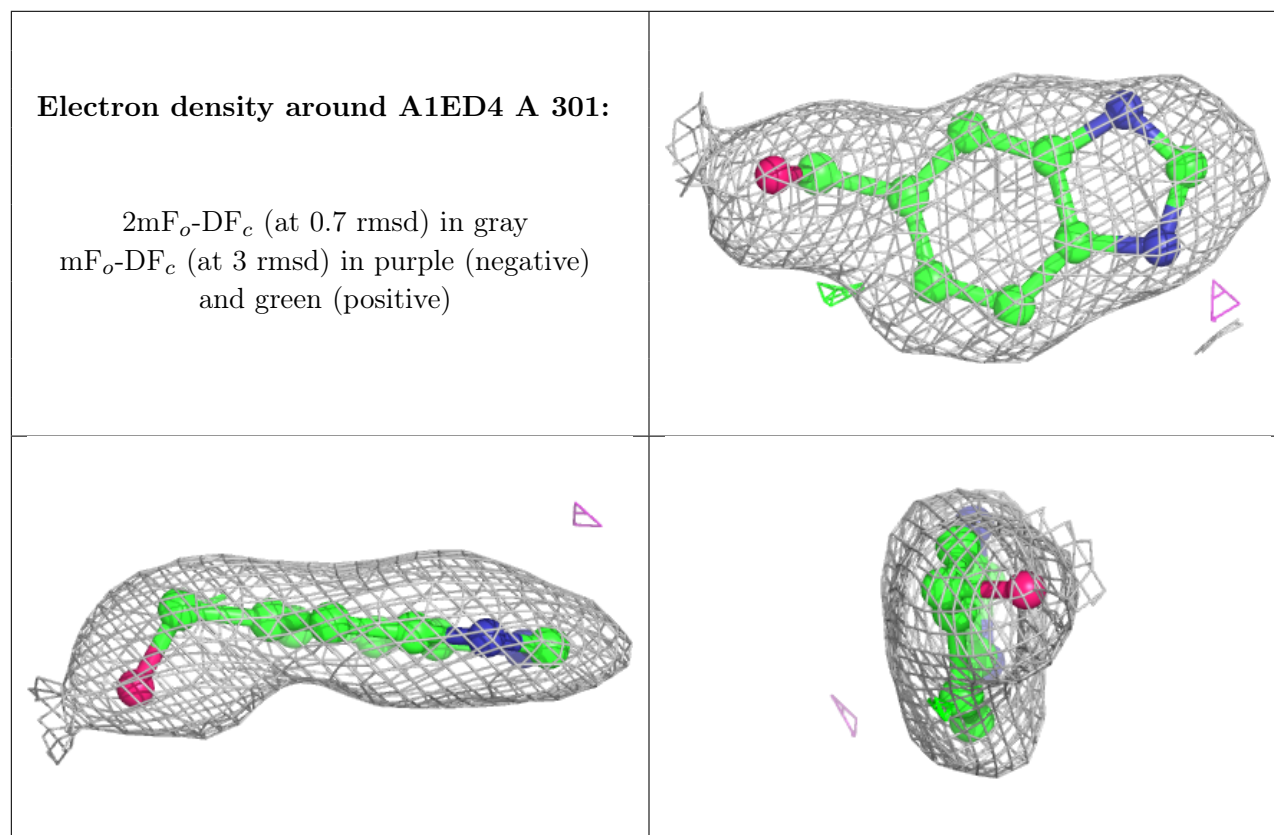 Electron density around A1ED4 A 301:
2mFₒ-DF𝒸 (at 0.7 rmsd) in gray
mFₒ-DF𝒸 (at 3 rmsd) in purple (negative)
and green (positive)